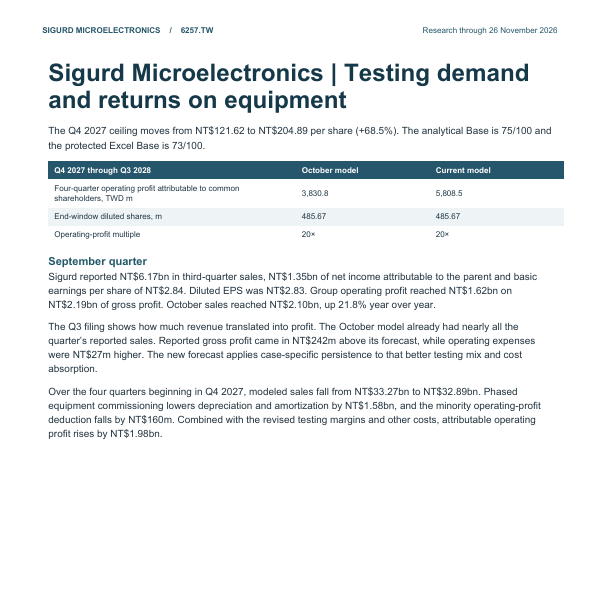 SIGURD MICROELECTRONICS / 6257.TW
Research through 26 November 2026
Sigurd Microelectronics | Testing demand
and returns on equipment
The Q4 2027 ceiling moves from NT$121.62 to NT$204.89 per share (+68.5%). The analytical Base is 75/100 and
the protected Excel Base is 73/100.
Q4 2027 through Q3 2028 October model Current model
Four-quarter operating profit attributable to common
shareholders, TWD m 3,830.8 5,808.5
End-window diluted shares, m 485.67 485.67
Operating-profit multiple 20× 20×
September quarter
Sigurd reported NT$6.17bn in third-quarter sales, NT$1.35bn of net income attributable to the parent and basic
earnings per share of NT$2.84. Diluted EPS was NT$2.83. Group operating profit reached NT$1.62bn on
NT$2.19bn of gross profit. October sales reached NT$2.10bn, up 21.8% year over year.
The Q3 filing shows how much revenue translated into profit. The October model already had nearly all the
quarter's reported sales. Reported gross profit came in NT$242m above its forecast, while operating expenses
were NT$27m higher. The new forecast applies case-specific persistence to that better testing mix and cost
absorption.
Over the four quarters beginning in Q4 2027, modeled sales fall from NT$33.27bn to NT$32.89bn. Phased
equipment commissioning lowers depreciation and amortization by NT$1.58bn, and the minority operating-profit
deduction falls by NT$160m. Combined with the revised testing margins and other costs, attributable operating
profit rises by NT$1.98bn.